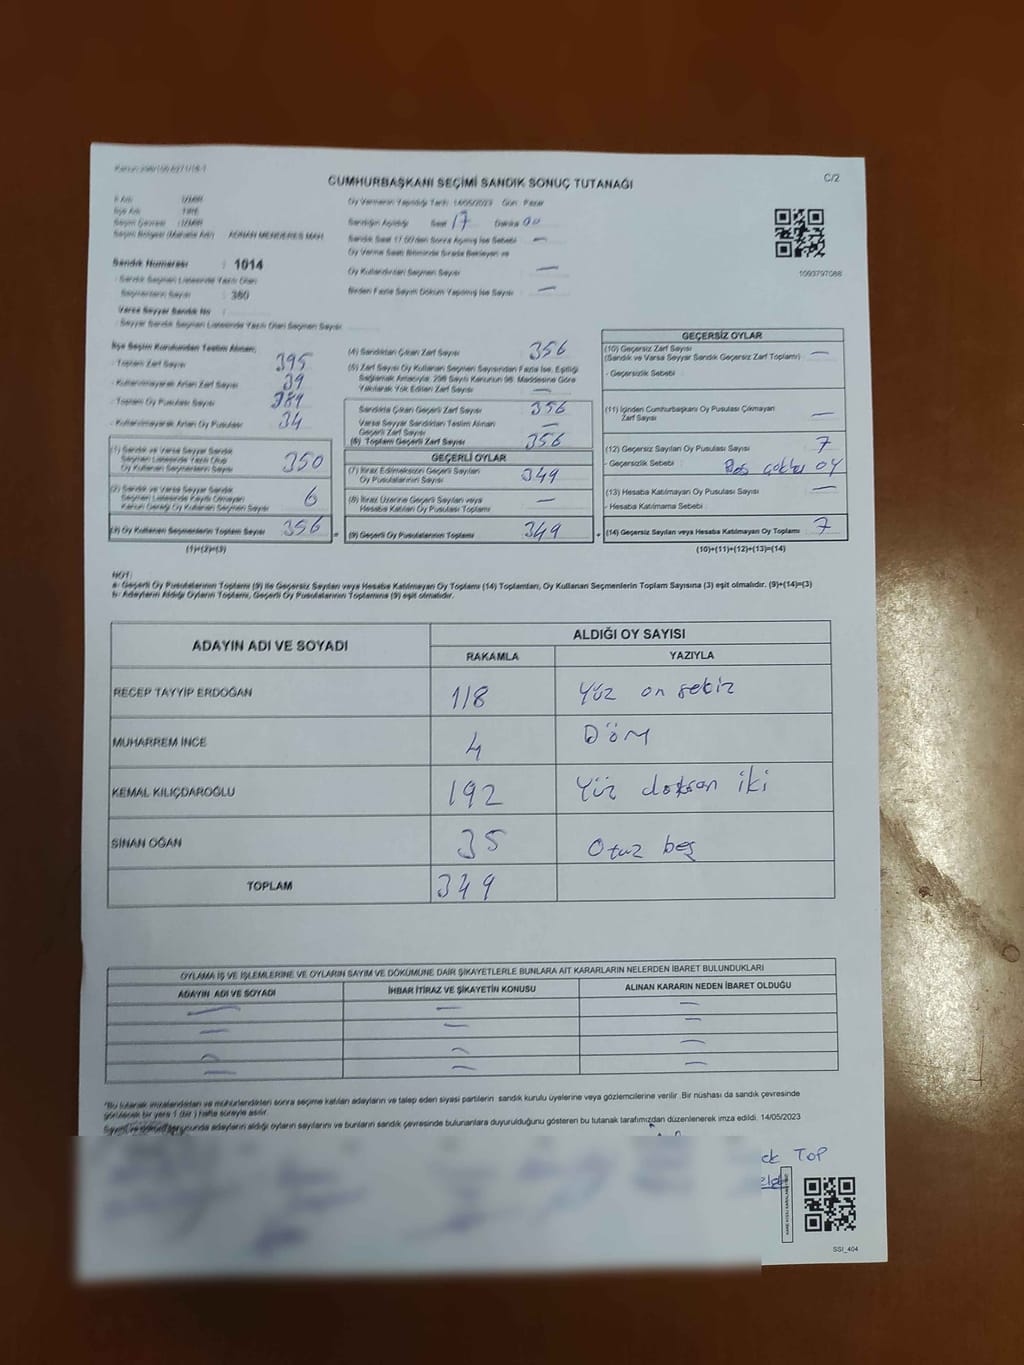 CUMHURBAŞKANI SEÇİMİ SANDIK SONUÇ TUTANAĞI
C/2
İli Adı : İZMİR
İlçe Adı
Seçim Çevresi : İZMİR
Seçim Bölgesi (Mahalle Adı) : ADNAN MENDERES MAH.
Sandık Numarası : 1014
Sandık Seçmen Listesinde Yazılı Olan
Seçmenlerin Sayısı : 380
Varsa Seyyar Sandık No :
Seyyar Sandık Seçmen Listesinde Yazılı Olan Seçmen Sayısı :
Oy Vermenin Yapıldığı Tarih: 14/05/2023 Gün : Pazar
Sandığın Açıldığı Saat 17 Dakika 00
Sandık Saat 17.00'den Sonra Açılmış İse Sebebi —
Oy Verme Saati Bitiminde Sırada Bekleyen ve
Oy Kullandırılan Seçmen Sayısı —
Birden Fazla Sayım Döküm Yapılmış İse Sayısı —
1093797088
İlçe Seçim Kurulundan Teslim Alınan;
- Toplam Zarf Sayısı 395
- Kullanılmayarak Artan Zarf Sayısı 39
- Toplam Oy Pusulası Sayısı 389
- Kullanılmayarak Artan Oy Pusulası 34
(1) Sandık ve Varsa Seyyar Sandık
Seçmen Listesinde Yazılı Olup
Oy Kullanan Seçmenlerin Sayısı 350
(2) Sandık ve Varsa Seyyar Sandık
Seçmen Listesinde Kayıtlı Olmayan
Kanun Gereği Oy Kullanan Seçmen Sayısı 6
(3) Oy Kullanan Seçmenlerin Toplam Sayısı 356
(1)+(2)=(3)
(4) Sandıktan Çıkan Zarf Sayısı 356
(5) Zarf Sayısı Oy Kullanan Seçmen Sayısından Fazla İse, Eşitliği
Sağlamak Amacıyla, 298 Sayılı Kanunun 98. Maddesine Göre
Yakılarak Yok Edilen Zarf Sayısı —
Sandıkta Çıkan Geçerli Zarf Sayısı 356
Varsa Seyyar Sandıktan Teslim Alınan
Geçerli Zarf Sayısı —
(6) Toplam Geçerli Zarf Sayısı 356
GEÇERLİ OYLAR
(7) İtiraz Edilmeksizin Geçerli Sayılan
Oy Pusulalarının Sayısı 349
(8) İtiraz Üzerine Geçerli Sayılan veya
Hesaba Katılan Oy Pusulası Toplamı —
= (9) Geçerli Oy Pusulalarının Toplamı 349
GEÇERSİZ OYLAR
(10) Geçersiz Zarf Sayısı
(Sandık ve Varsa Seyyar Sandık Geçersiz Zarf Toplamı) —
- Geçersizlik Sebebi :
(11) İçinden Cumhurbaşkanı Oy Pusulası Çıkmayan
Zarf Sayısı —
(12) Geçersiz Sayılan Oy Pusulası Sayısı 7
- Geçersizlik Sebebi : oy
(13) Hesaba Katılmayan Oy Pusulası Sayısı —
- Hesaba Katılmama Sebebi :
+ (14) Geçersiz Sayılan veya Hesaba Katılmayan Oy Toplamı 7
(10)+(11)+(12)+(13)=(14)
NOT:
a- Geçerli Oy Pusulalarının Toplamı (9) ile Geçersiz Sayılan veya Hesaba Katılmayan Oy Toplamı (14) Toplamları, Oy Kullanan Seçmenlerin Toplam Sayısına (3) eşit olmalıdır. (9)+(14)=(3)
b- Adayların Aldığı Oyların Toplamı, Geçerli Oy Pusulalarının Toplamına (9) eşit olmalıdır.
ADAYIN ADI VE SOYADI ALDIĞI OY SAYISI
RAKAMLA YAZIYLA
RECEP TAYYİP ERDOĞAN 118 Yüz on sekiz
MUHARREM İNCE 4 Dört
KEMAL KILIÇDAROĞLU 192 Yüz doksan iki
SİNAN OĞAN 35 Otuz beş
TOPLAM 349
OYLAMA İŞ VE İŞLEMLERİNE VE OYLARIN SAYIM VE DÖKÜMÜNE DAİR ŞİKAYETLERLE BUNLARA AİT KARARLARIN NELERDEN İBARET BULUNDUKLARI
ADAYIN ADI VE SOYADI İHBAR İTİRAZ VE ŞİKAYETİN KONUSU ALINAN KARARIN NEDEN İBARET OLDUĞU
*Bu tutanak imzalandıktan ve mühürlendikten sonra seçime katılan adayların ve talep eden siyasi partilerin sandık kurulu üyelerine veya gözlemcilerine verilir. Bir nüshası da sandık çevresinde
görülecek bir yere 1 (bir ) hafta süreyle asılır.
Sayım ve döküm sonucunda adayların aldığı oyların sayılarını ve bunların sandık çevresinde bulunanlara duyurulduğunu gösteren bu tutanak tarafımızdan düzenlenerek imza edildi. 14/05/2023
TOP
SSI_404